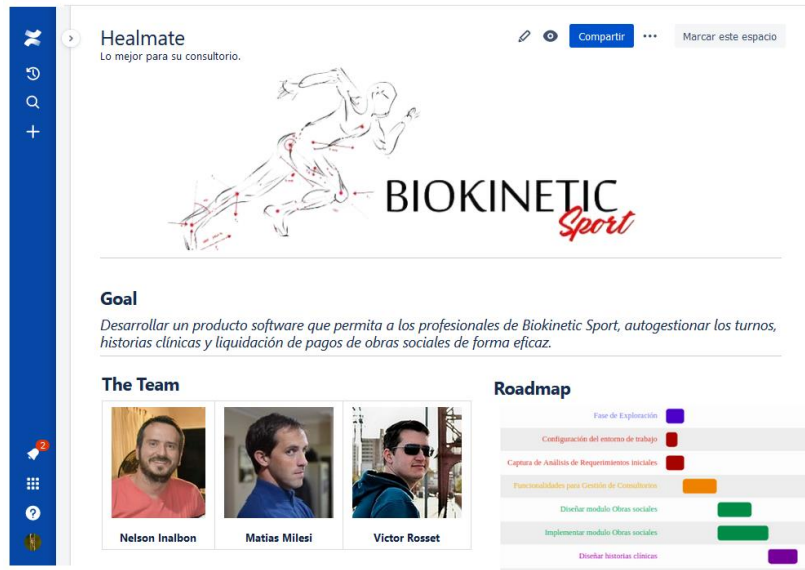 Healmate
Lo mejor para su consultorio.
Compartir
Marcar este espacio
BIOKINETIC
Sport
Goal
Desarrollar un producto software que permita a los profesionales de Biokinetic Sport, autogestionar los turnos,
historias clínicas y liquidación de pagos de obras sociales de forma eficaz.
The Team
Nelson Inalbon
Matias Milesi
Victor Rosset
Roadmap
Fase de Exploración
Configuración del entorno de trabajo
Captura de Análisis de Requerimientos iniciales
Funcionalidades para Gestión de Consultorios
Diseñar modulo Obras sociales
Implementar modulo Obras sociales
Diseñar historias clínicas
2